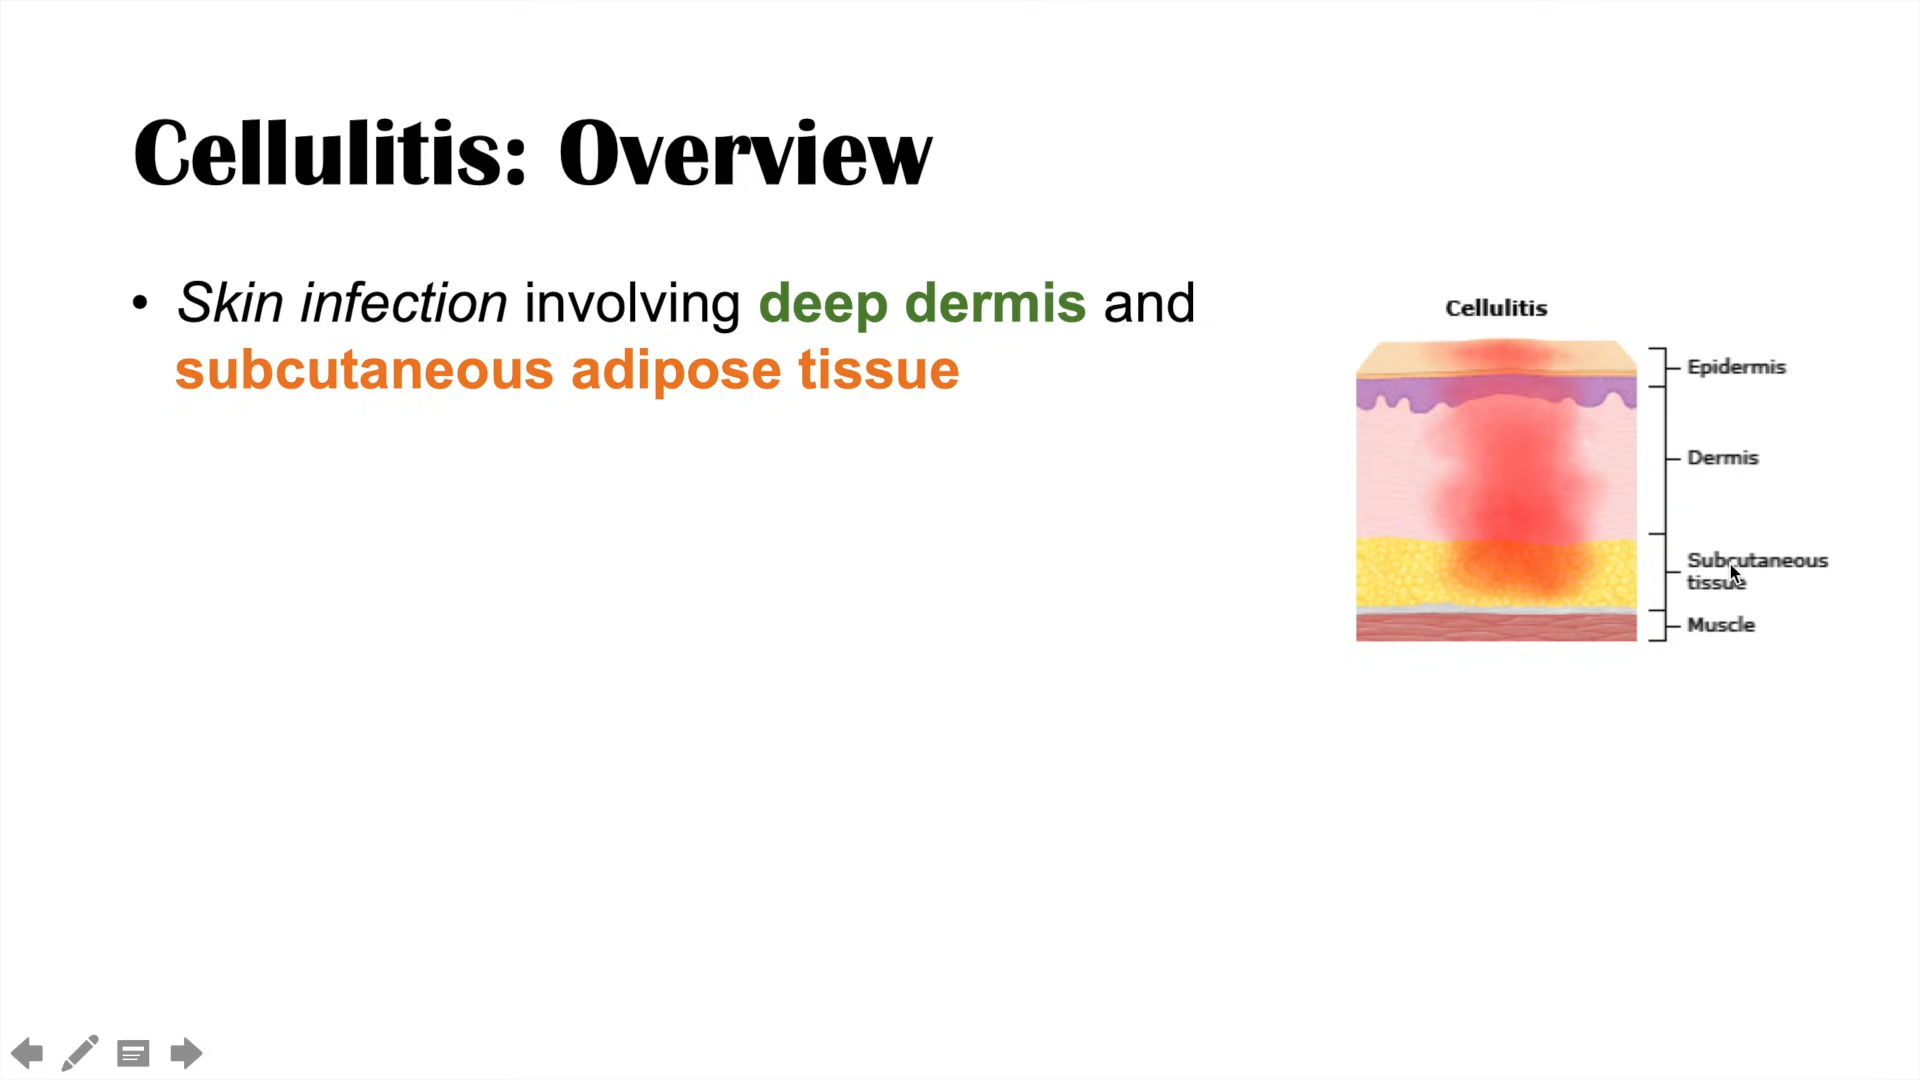 Cellulitis: Overview
• Skin infection involving deep dermis and
subcutaneous adipose tissue
Cellulitis
Epidermis
Dermis
Subcutaneous
tissue
Muscle